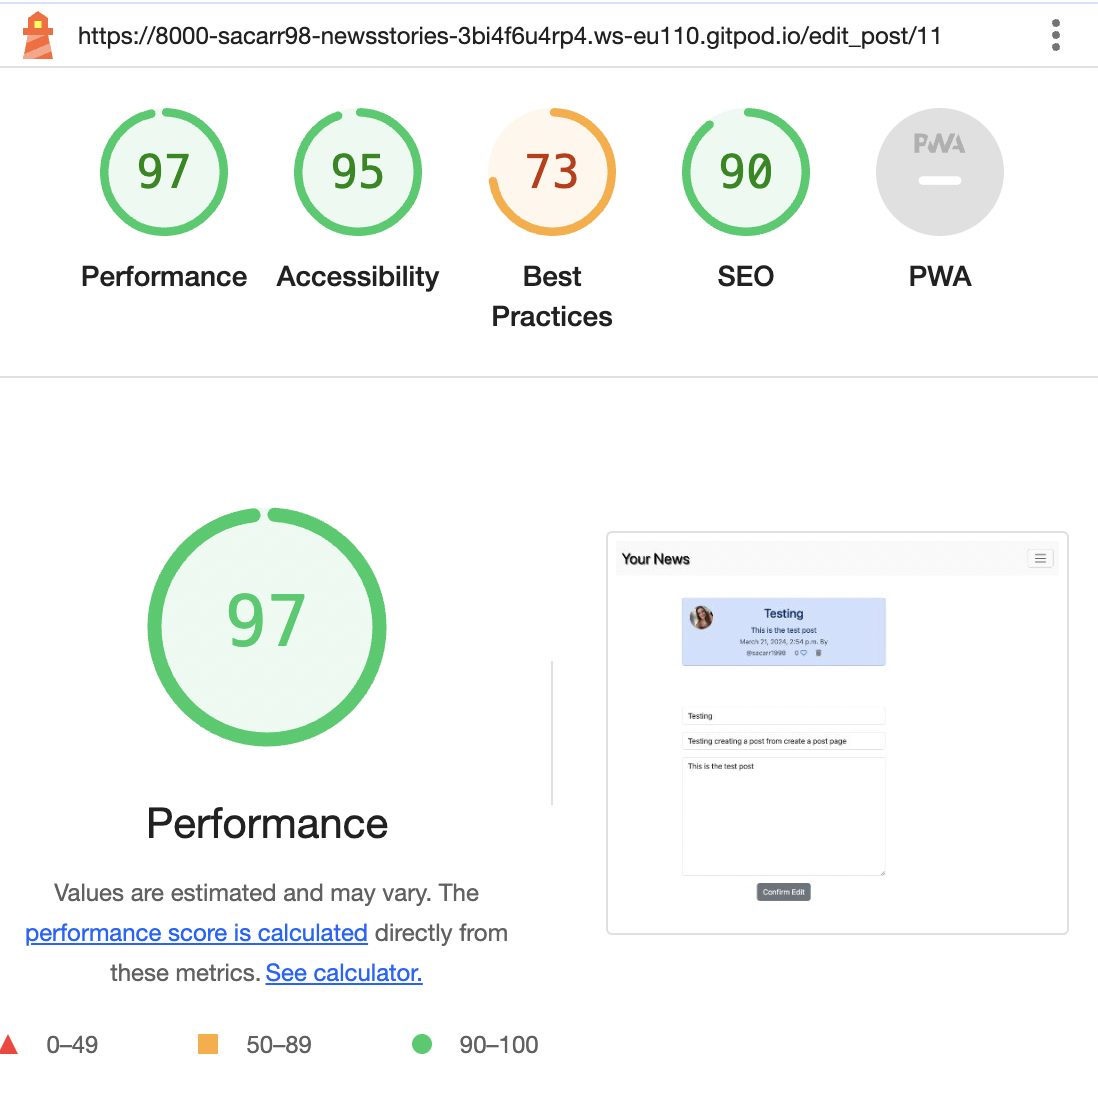 https://8000-sacarr98-newsstories-3bi4f6u4rp4.ws-eu110.gitpod.io/edit_post/11
97
95
73
90
PWA
Performance
Accessibility
Best
Practices
SEO
PWA
97
Performance
Values are estimated and may vary. The
performance score is calculated directly from
these metrics. See calculator.
0–49
50–89
90–100
Your News
Testing
This is the test post
March 21, 2024, 2:54 p.m. By
@sacarr1998 0
Testing
Testing creating a post from create a post page
This is the test post
Confirm Edit